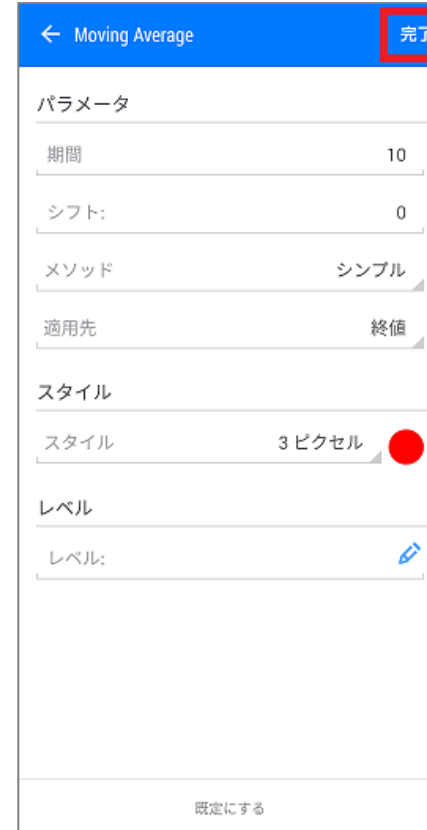 ← Moving Average 完了
パラメータ
期間 10
シフト: 0
メソッド シンプル
適用先 終値
スタイル
スタイル 3 ピクセル
レベル
レベル:
既定にする